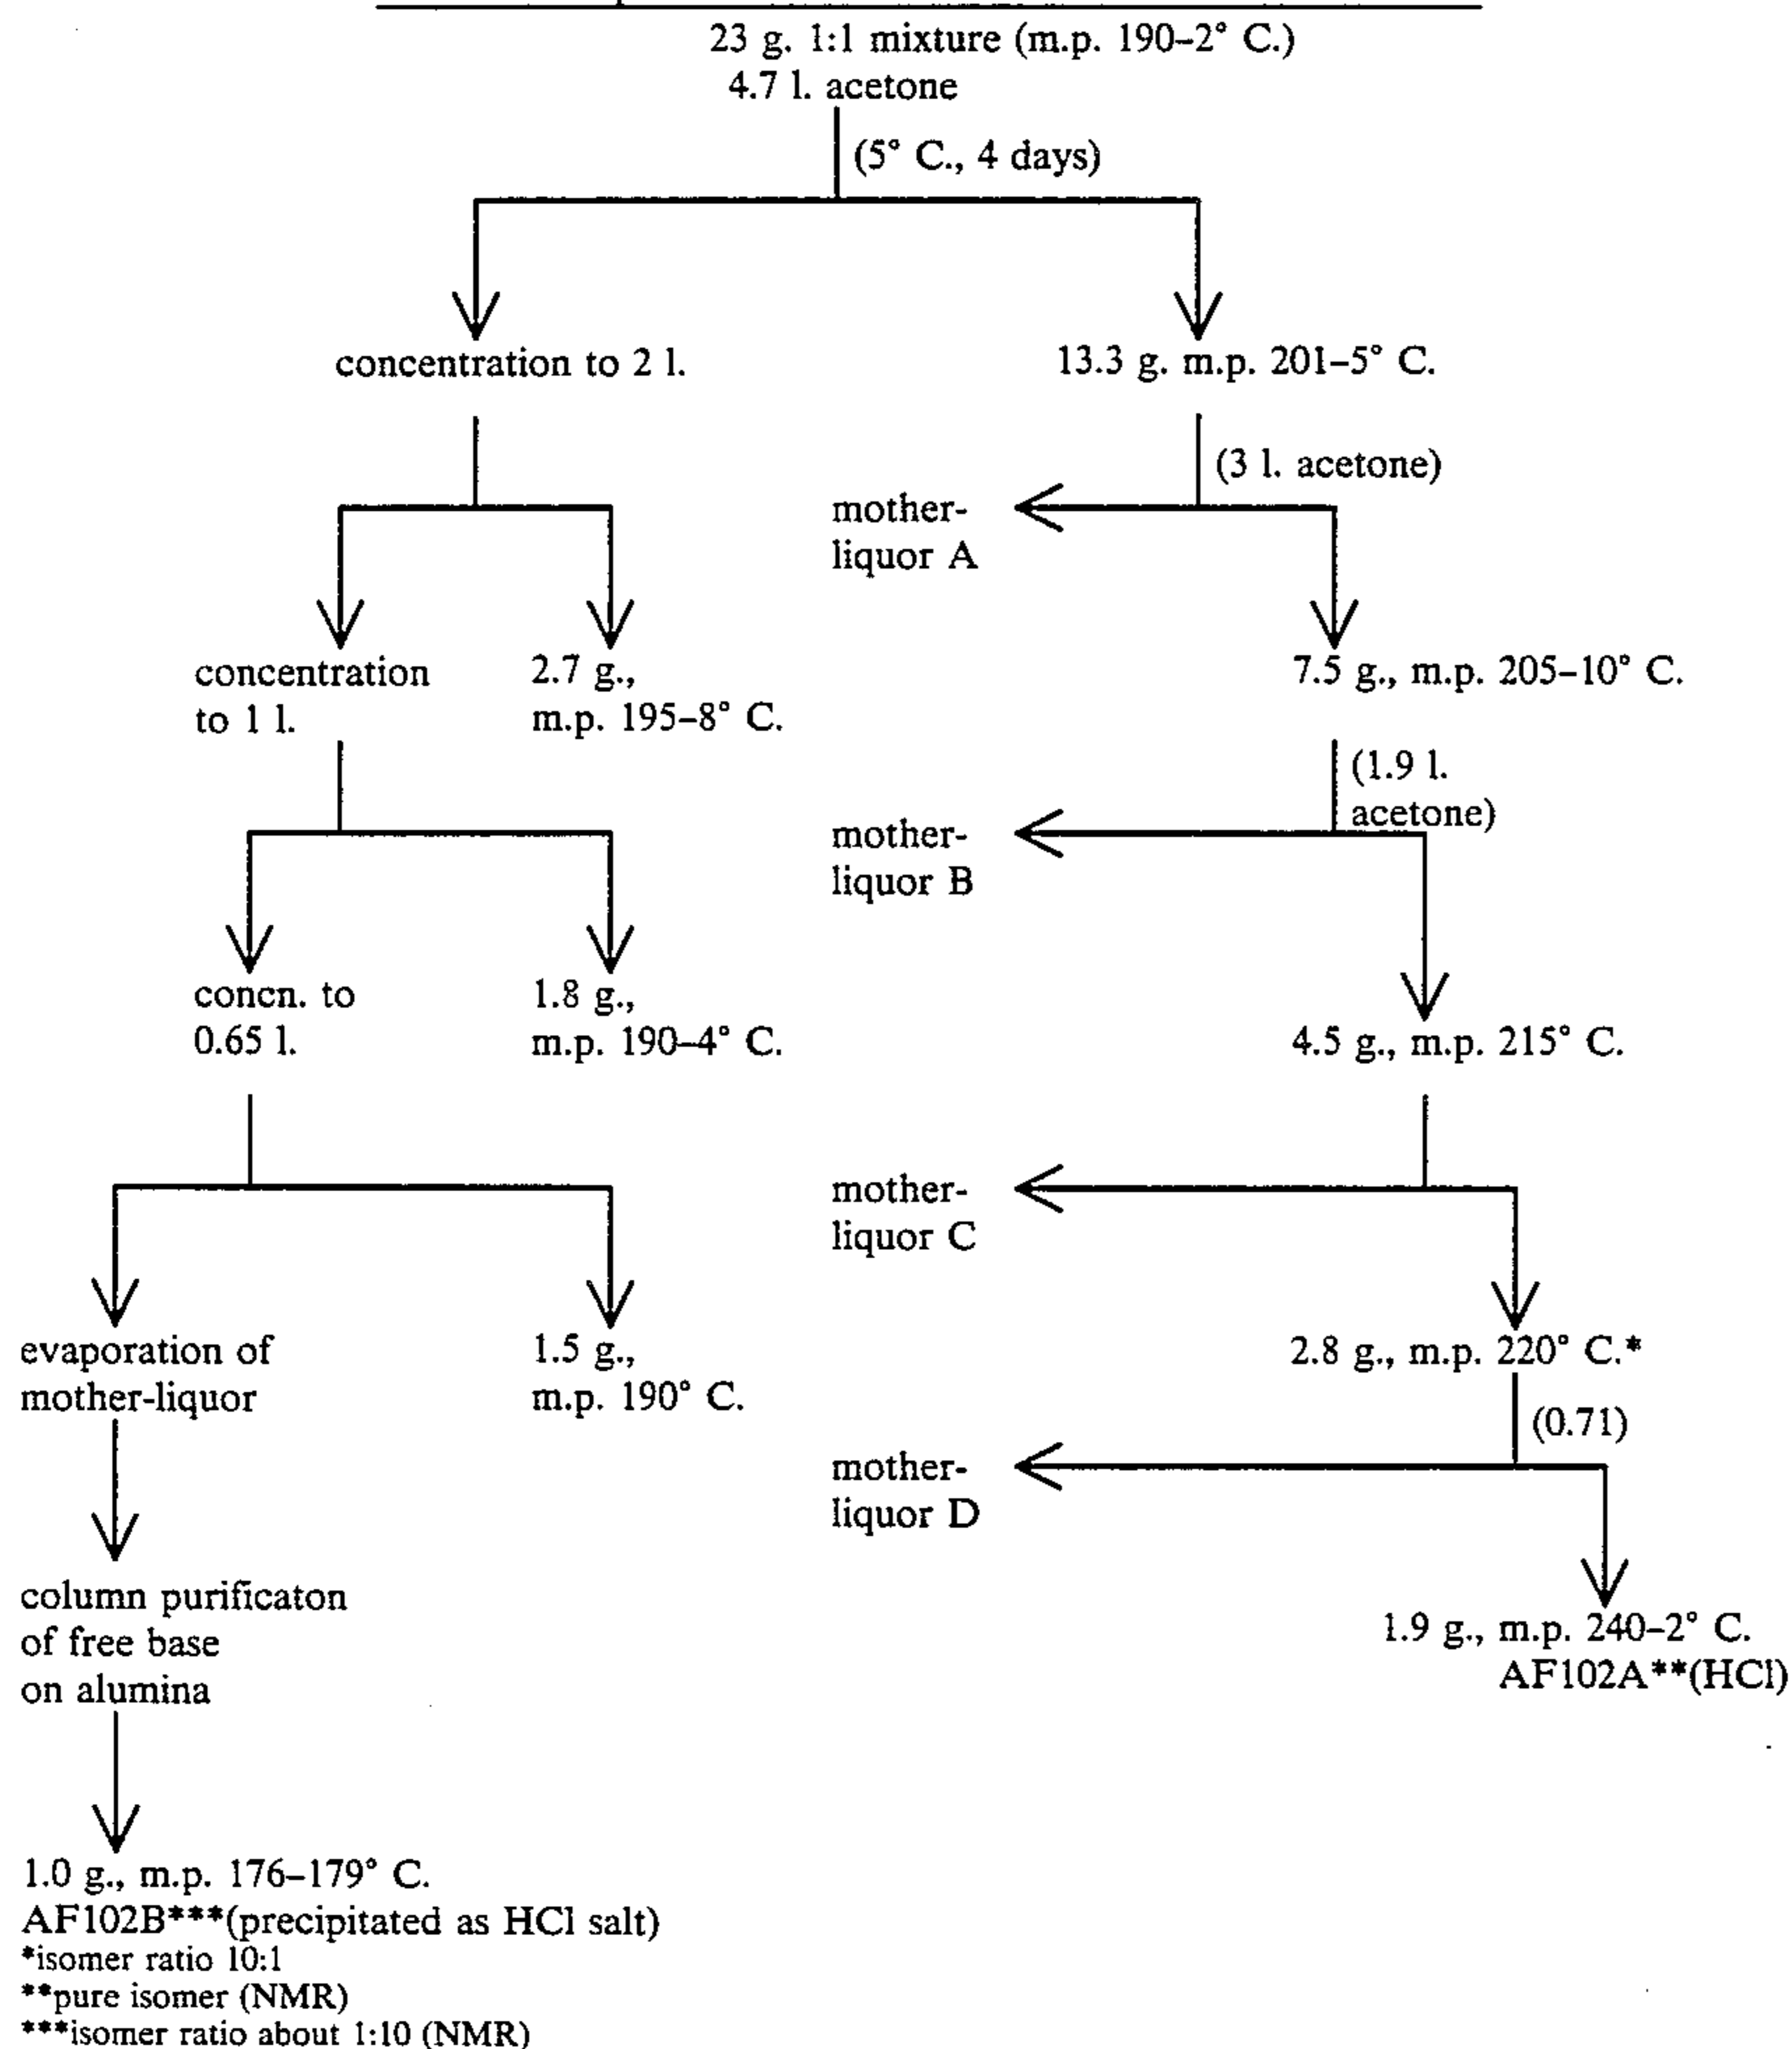 23 g. 1:1 mixture (m.p. 190–2° C.)
4.7 l. acetone
(5° C., 4 days)
concentration to 2 l.
13.3 g. m.p. 201–5° C.
(3 l. acetone)
mother-
liquor A
concentration
to 1 l.
2.7 g.,
m.p. 195–8° C.
7.5 g., m.p. 205–10° C.
(1.9 l.
acetone)
mother-
liquor B
concn. to
0.65 l.
1.8 g.,
m.p. 190–4° C.
4.5 g., m.p. 215° C.
mother-
liquor C
evaporation of
mother-liquor
1.5 g.,
m.p. 190° C.
2.8 g., m.p. 220° C.*
(0.71)
mother-
liquor D
column purificaton
of free base
on alumina
1.9 g., m.p. 240–2° C.
AF102A**(HCl)
1.0 g., m.p. 176–179° C.
AF102B***(precipitated as HCl salt)
*isomer ratio 10:1
**pure isomer (NMR)
***isomer ratio about 1:10 (NMR)